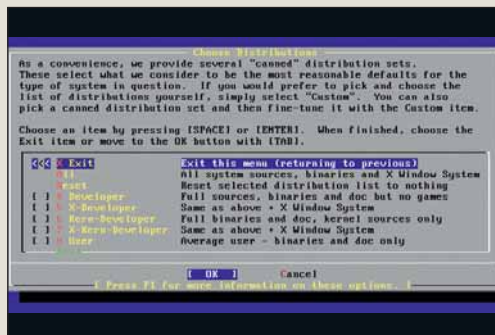 Choose Distributions
As a convenience, we provide several "canned" distribution sets.
These select what we consider to be the most reasonable defaults for the
type of system in question. If you would prefer to pick and choose the
list of distributions yourself, simply select "Custom". You can also
pick a canned distribution set and then fine-tune it with the Custom item.
Choose an item by pressing [SPACE] or [ENTER]. When finished, choose the
Exit item or move to the OK button with [TAB].
<<< X Exit Exit this menu (returning to previous)
All All system sources, binaries and X Window System
Reset Reset selected distribution list to nothing
[ ] Developer Full sources, binaries and doc but no games
[ ] X-Developer Same as above + X Window System
[ ] Kern-Developer Full binaries and doc, kernel sources only
[ ] X-Kern-Developer Same as above + X Window System
[ ] User Average user - binaries and doc only
[ OK ] Cancel
[ Press F1 for more information on these options. ]